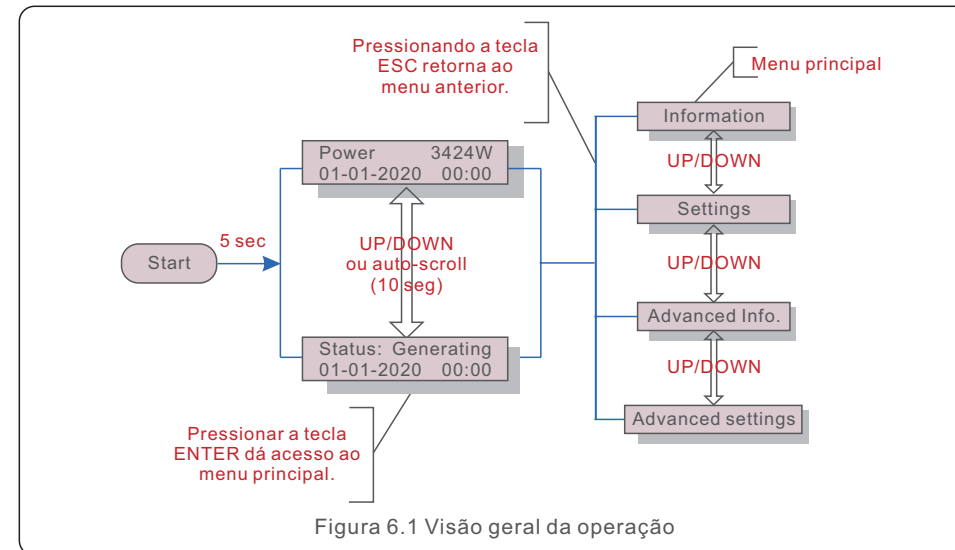 Pressionando a tecla
ESC retorna ao
menu anterior.
Menu principal
Information
UP/DOWN
Settings
UP/DOWN
Advanced Info.
UP/DOWN
Advanced settings
Power 3424W
01-01-2020 00:00
5 sec
Start
UP/DOWN
ou auto-scroll
(10 seg)
Status: Generating
01-01-2020 00:00
Pressionar a tecla
ENTER dá acesso ao
menu principal.
Figura 6.1 Visão geral da operação